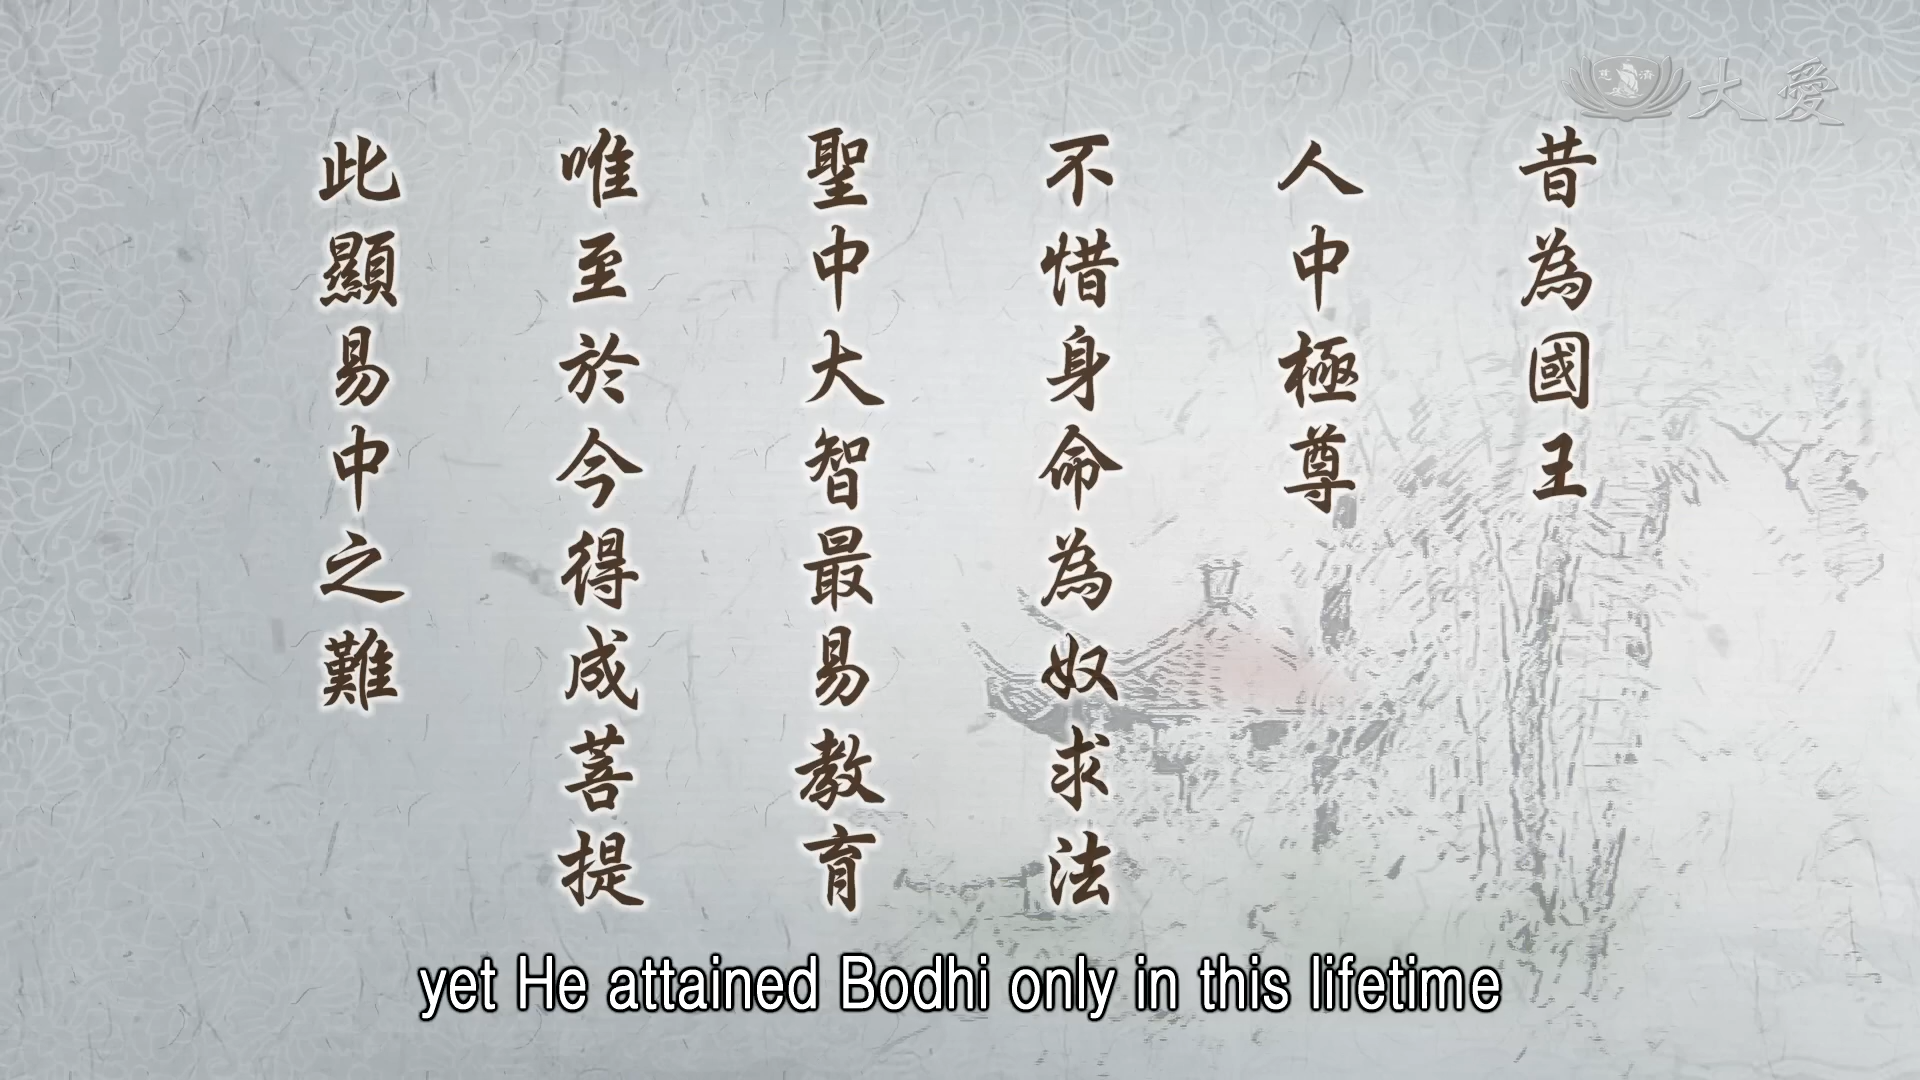 昔為國王
人中極尊
不惜身命為奴求法
聖中大智最易教育
唯至於今得成菩提
此顯易中之難
大愛
慈濟
yet He attained Bodhi only in this lifetime